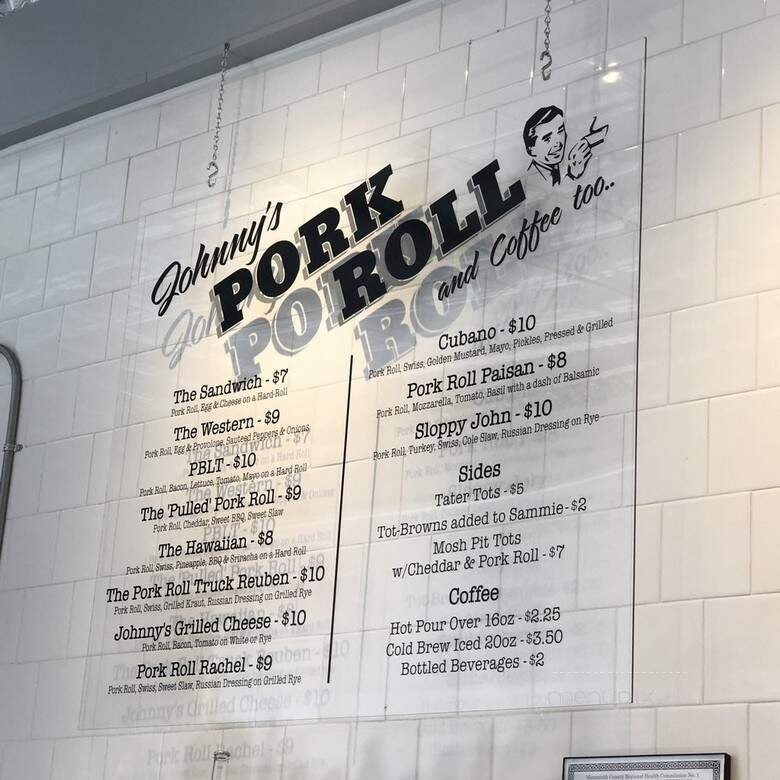 Johnny's
PORK
ROLL
and Coffee too..
The Sandwich - $7
Pork Roll, Egg & Cheese on a Hard Roll
The Western - $9
Pork Roll, Egg & Provolone, Sautead Peppers & Onions
PBLT - $10
Pork Roll, Bacon, Lettuce, Tomato, Mayo on a Hard Roll
The 'Pulled' Pork Roll - $9
Pork Roll, Cheddar, Sweet BBQ, Sweet Slaw
The Hawaiian - $8
Pork Roll, Swiss, Pineapple, BBQ & Sriracha on a Hard Roll
The Pork Roll Truck Reuben - $10
Pork Roll, Swiss, Grilled Kraut, Russian Dressing on Grilled Rye
Johnny's Grilled Cheese - $10
Pork Roll, Bacon, Tomato on White or Rye
Pork Roll Rachel - $9
Pork Roll, Swiss, Sweet Slaw, Russian Dressing on Grilled Rye
Cubano - $10
Pork Roll, Swiss, Golden Mustard, Mayo, Pickles, Pressed & Grilled
Pork Roll Paisan - $8
Pork Roll, Mozzarella, Tomato, Basil with a dash of Balsamic
Sloppy John - $10
Pork Roll, Turkey, Swiss, Cole Slaw, Russian Dressing on Rye
Sides
Tater Tots - $5
Tot-Browns added to Sammie - $2
Mosh Pit Tots
w/Cheddar & Pork Roll - $7
Coffee
Hot Pour Over 16oz - $2.25
Cold Brew Iced 20oz - $3.50
Bottled Beverages - $2
Monmouth County Regional Health Commission No. 1